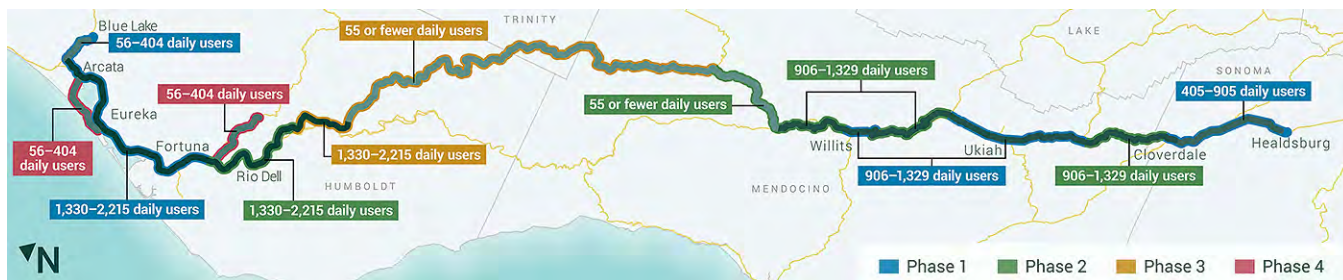 TRINITY
LAKE
Blue Lake
56–404 daily users
55 or fewer daily users
Arcata
906–1,329 daily users
SONOMA
56–404 daily users
405–905 daily users
Eureka
55 or fewer daily users
Fortuna
56–404
daily users
1,330–2,215 daily users
Willits
Ukiah
Cloverdale
Healdsburg
Rio Dell
HUMBOLDT
MENDOCINO
906–1,329 daily users
906–1,329 daily users
1,330–2,215 daily users
1,330–2,215 daily users
N
Phase 1
Phase 2
Phase 3
Phase 4